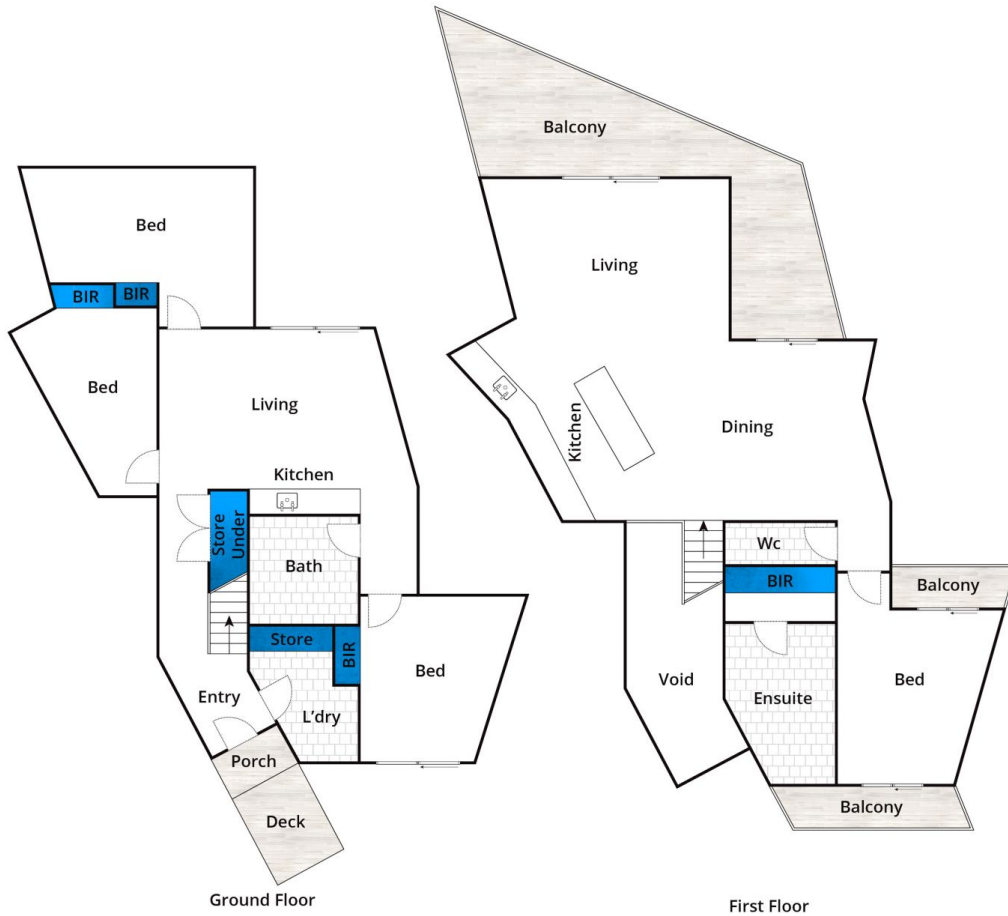 Bed
BIR
BIR
Bed
Living
Kitchen
Store
Under
Bath
Store
BIR
Bed
Entry
L'dry
Porch
Deck
Ground Floor
Balcony
Living
Kitchen
Dining
Wc
BIR
Balcony
Void
Ensuite
Bed
Balcony
First Floor